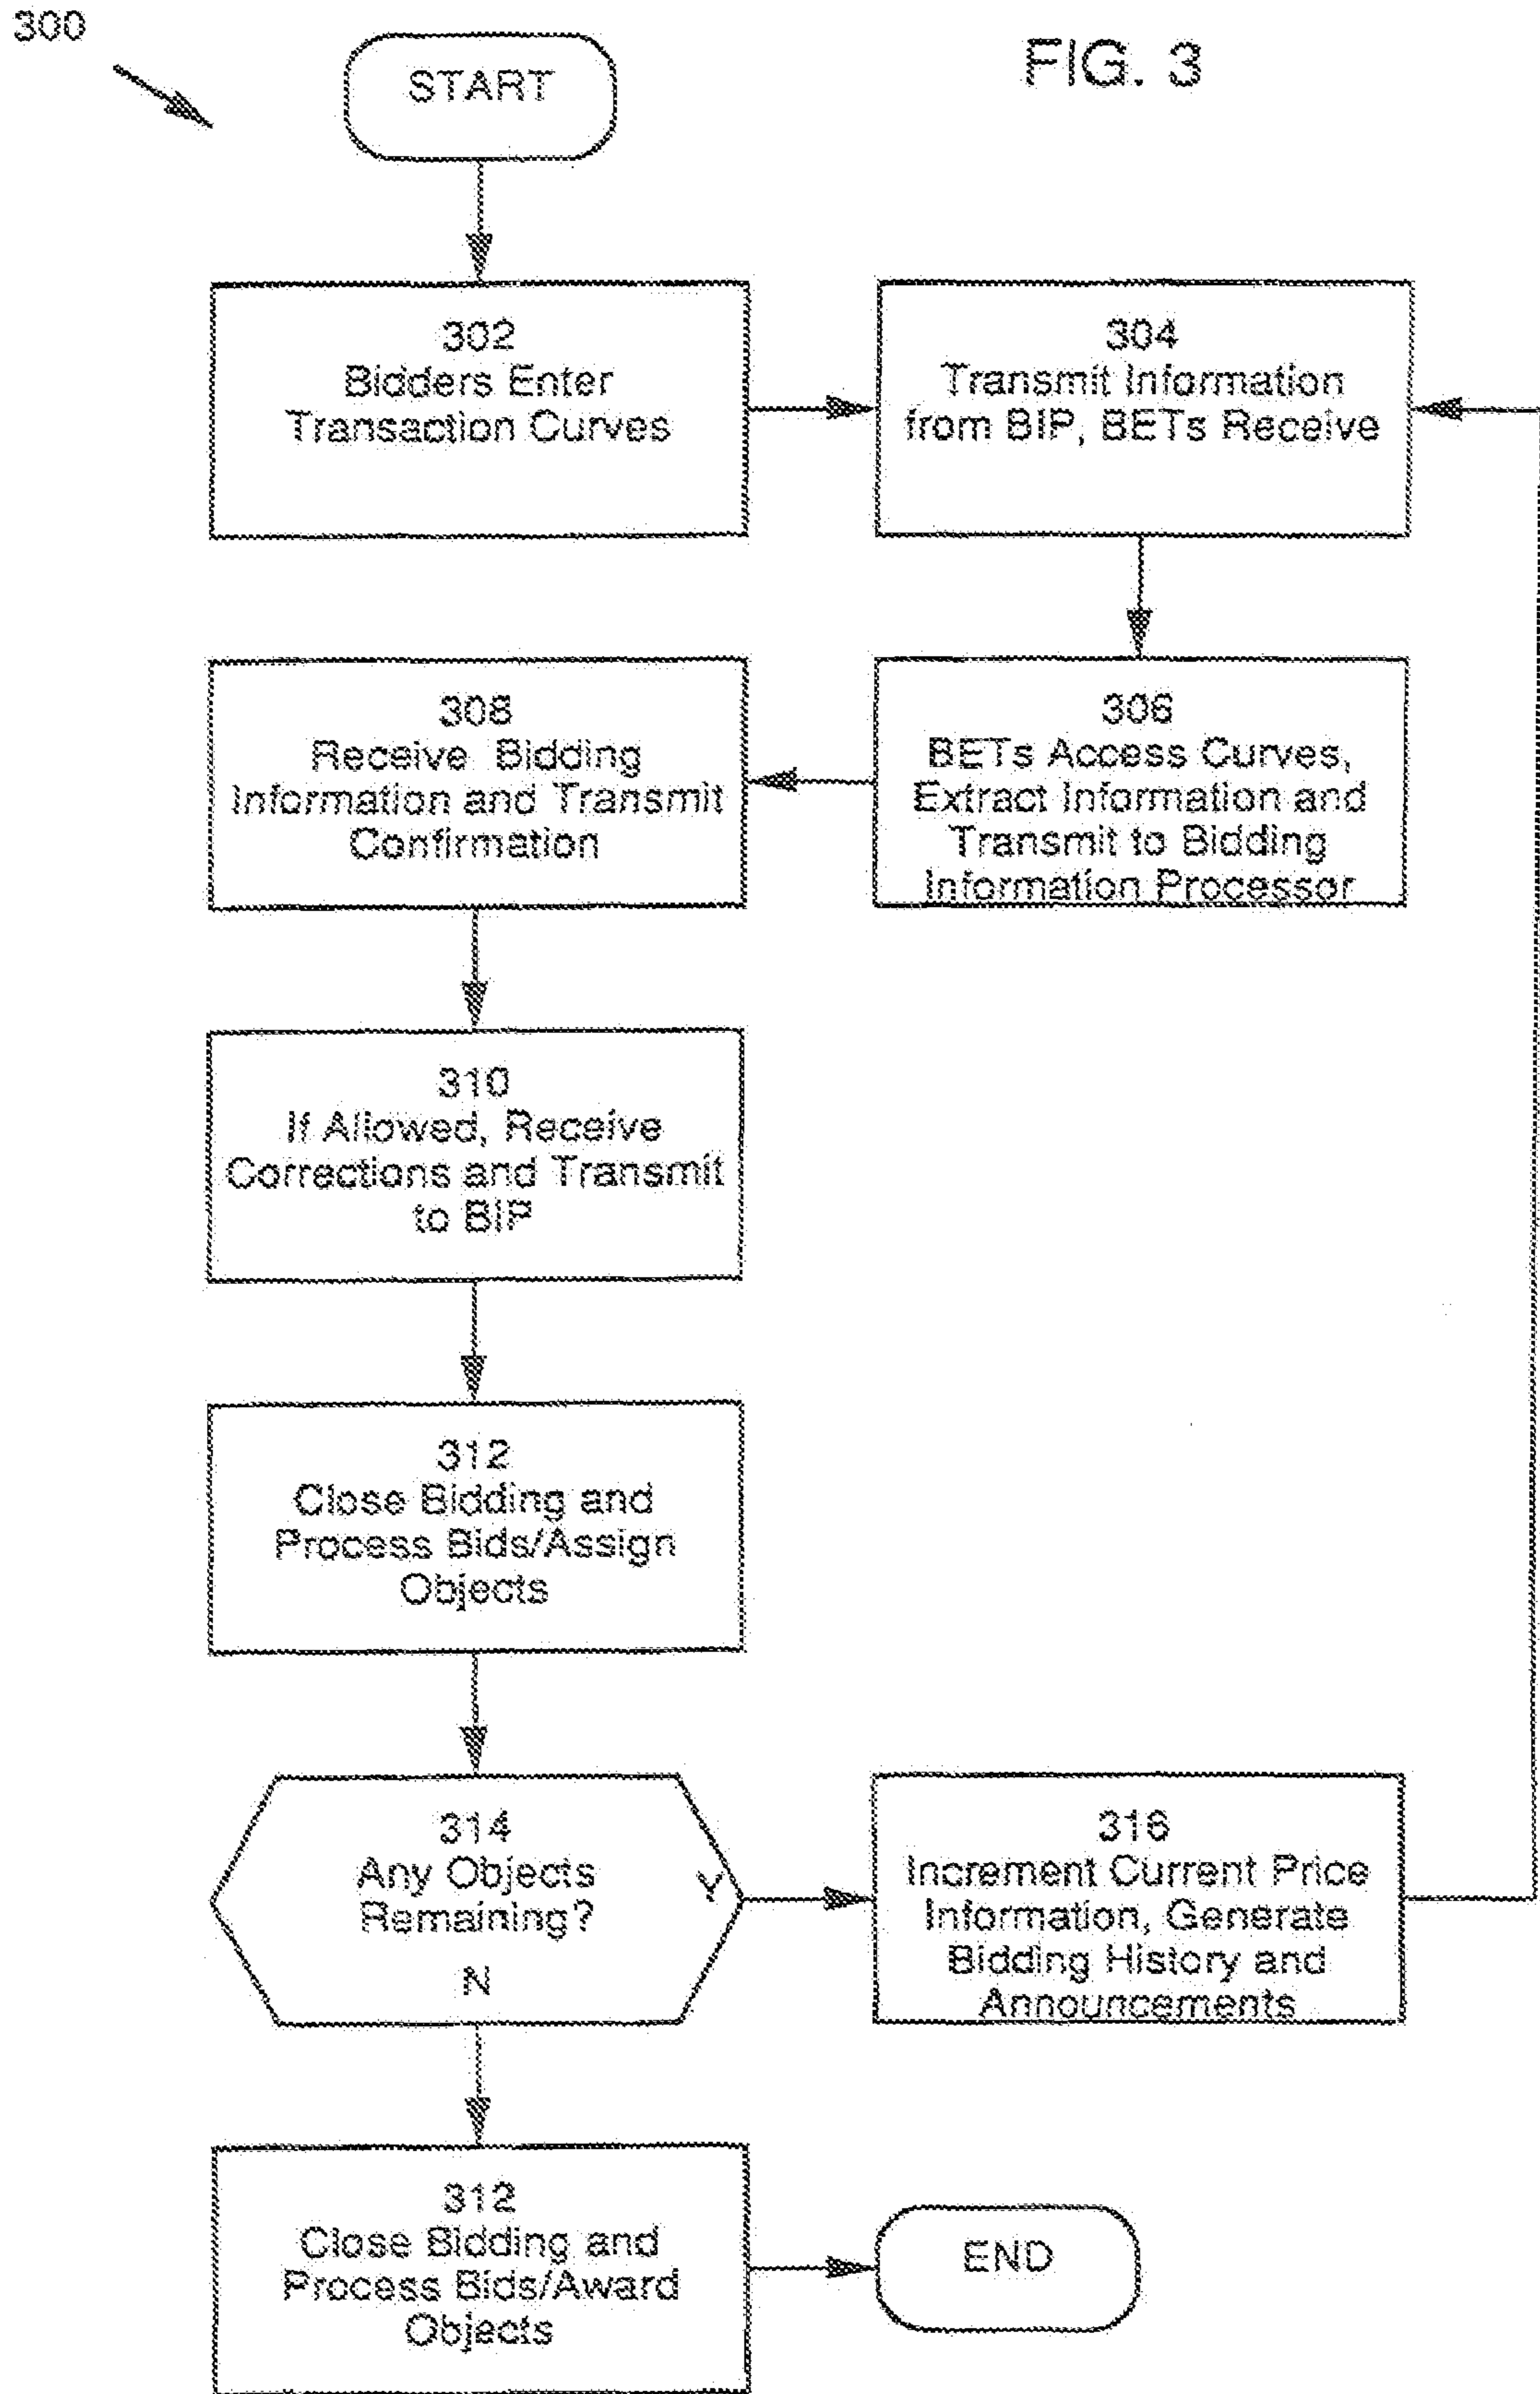 300
START
FIG. 3
302
Bidders Enter
Transaction Curves
304
Transmit Information
from BIP, BETs Receive
306
BETs Access Curves,
Extract Information and
Transmit to Bidding
Information Processor
308
Receive Bidding
Information and Transmit
Confirmation
310
If Allowed, Receive
Corrections and Transmit
to BIP
312
Close Bidding and
Process Bids/Assign
Objects
314
Any Objects
Remaining?
Y
N
316
Increment Current Price
Information, Generate
Bidding History and
Announcements
312
Close Bidding and
Process Bids/Award
Objects
END